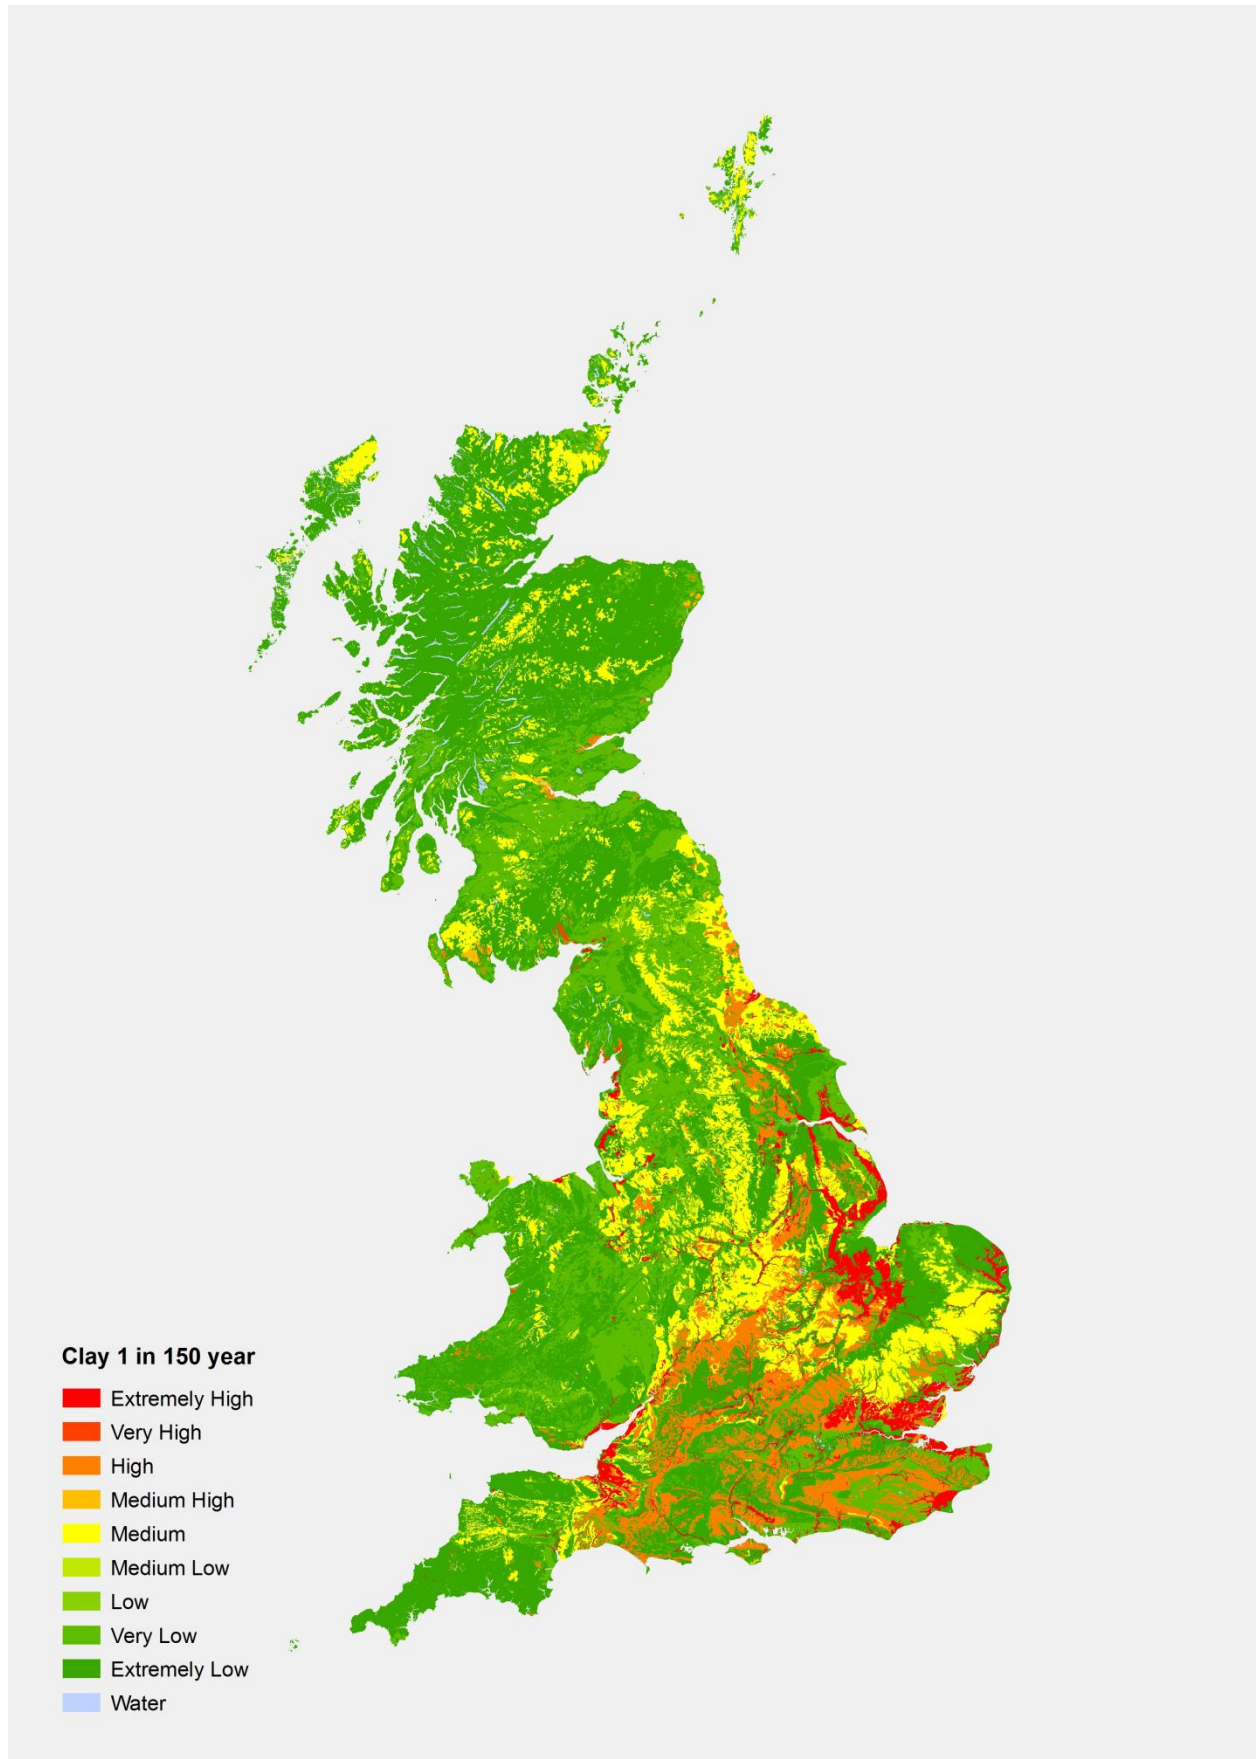 Clay 1 in 150 year
Extremely High
Very High
High
Medium High
Medium
Medium Low
Low
Very Low
Extremely Low
Water